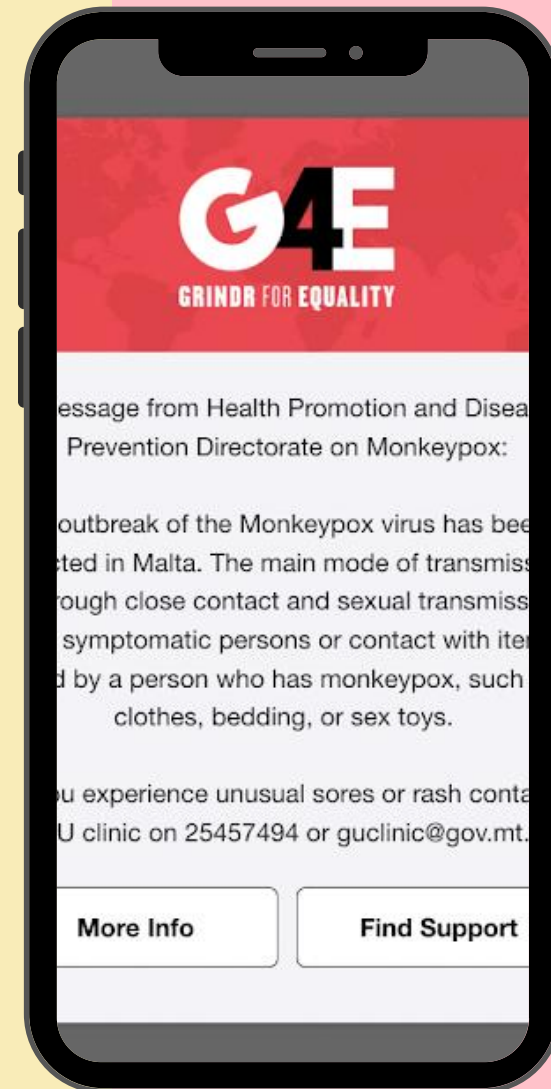 G4E
GRINDR FOR EQUALITY
essage from Health Promotion and Disea
Prevention Directorate on Monkeypox:
outbreak of the Monkeypox virus has bee
cted in Malta. The main mode of transmiss
rough close contact and sexual transmiss
symptomatic persons or contact with iter
d by a person who has monkeypox, such
clothes, bedding, or sex toys.
u experience unusual sores or rash conta
U clinic on 25457494 or guclinic@gov.mt.
More Info
Find Support